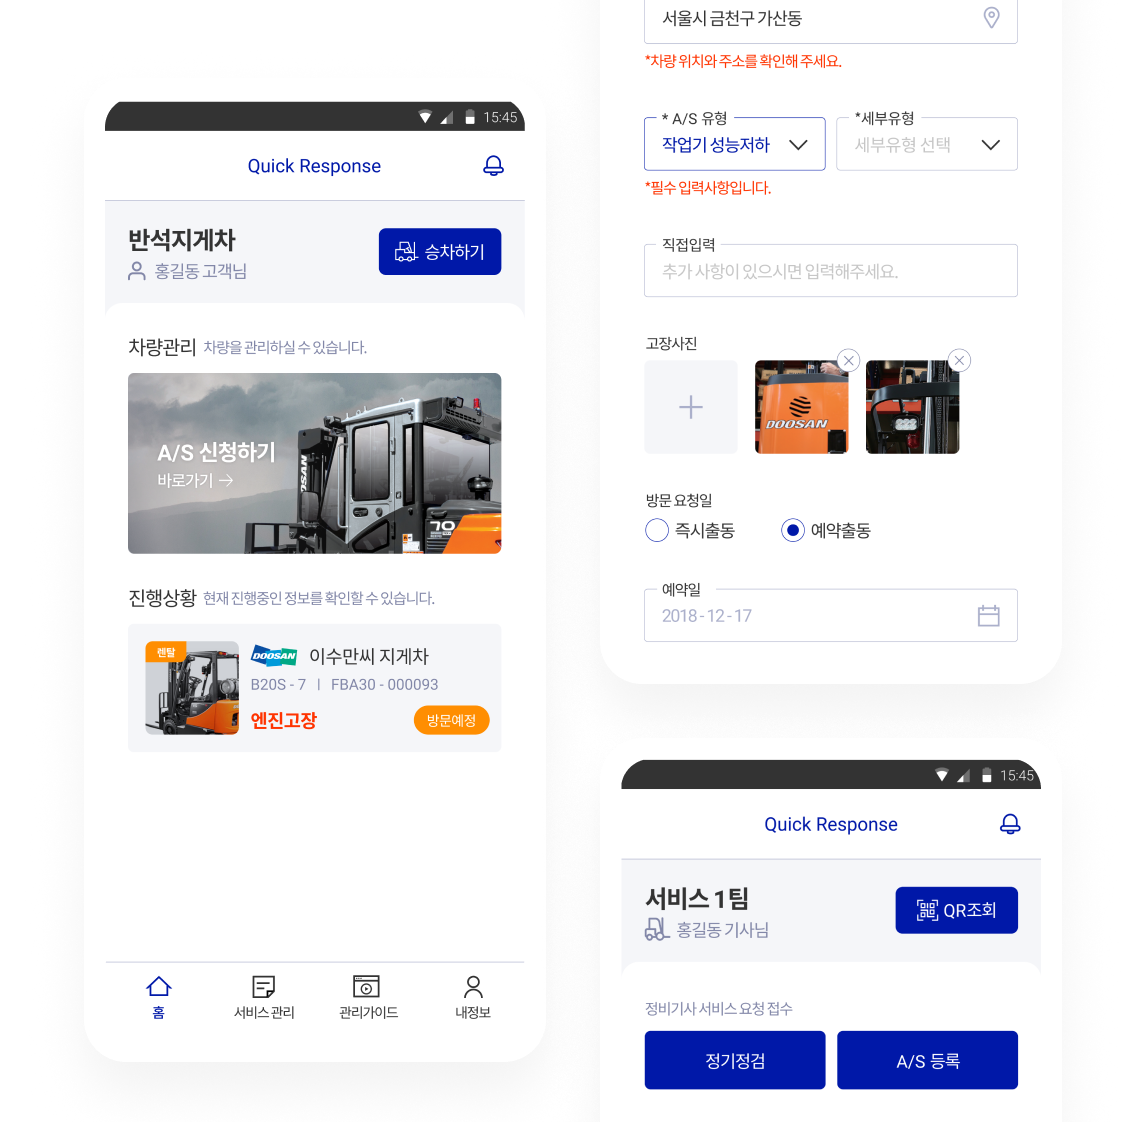 15:45
Quick Response
반석지게차
홍길동 고객님
승차하기
차량관리 차량을 관리하실 수 있습니다.
A/S 신청하기
바로가기 →
70
진행상황 현재 진행중인 정보를 확인할 수 있습니다.
렌탈
DOOSAN 이수만씨 지게차
B20S - 7 | FBA30 - 000093
엔진고장
방문예정
홈
서비스 관리
관리가이드
내정보
서울시 금천구 가산동
*차량 위치와 주소를 확인해 주세요.
* A/S 유형
작업기 성능저하
*세부유형
세부유형 선택
*필수 입력사항입니다.
직접입력
추가 사항이 있으시면 입력해주세요.
고장사진
DOOSAN
방문 요청일
즉시출동
예약출동
예약일
2018 - 12 - 17
15:45
Quick Response
서비스 1팀
홍길동 기사님
QR조회
정비기사 서비스 요청 접수
정기정검
A/S 등록